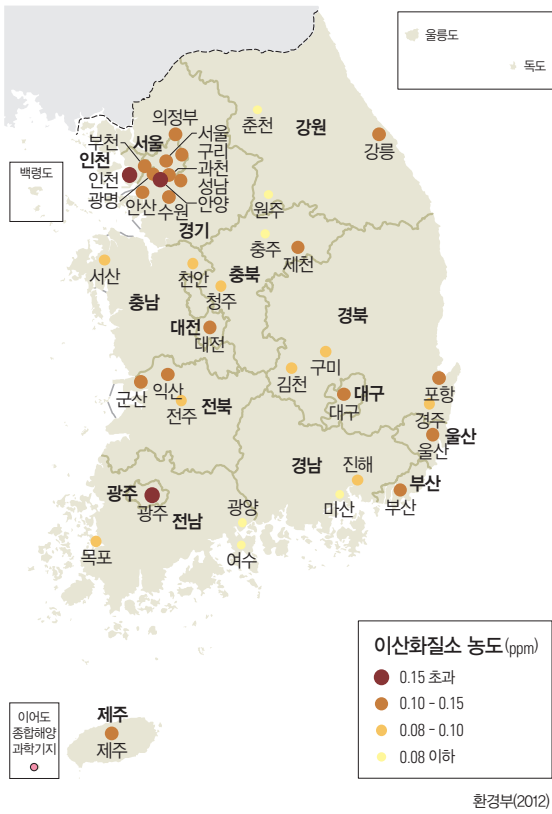 울릉도
독도
춘천
강원
강릉
의정부
부천
서울
서울
구리
인천
과천
백령도
인천
성남
광명
안산
수원
안양
원주
경기
충주
제천
서산
천안
충북
청주
충남
경북
대전
대전
구미
김천
포항
군산
익산
대구
대구
경주
전주
전북
울산
울산
경남
진해
부산
광주
광주
전남
광양
마산
부산
목포
여수
이산화질소 농도(ppm)
0.15 초과
0.10 - 0.15
0.08 - 0.10
0.08 이하
이어도
종합해양
과학기지
제주
제주
환경부(2012)